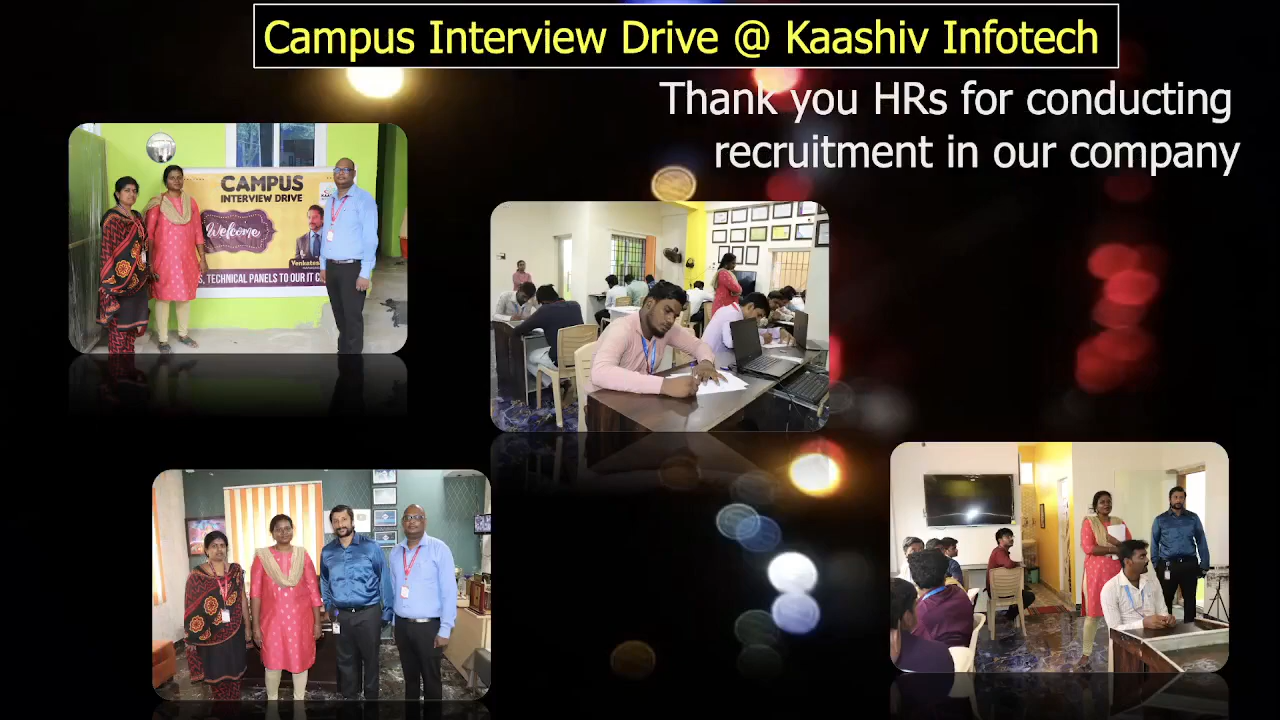 Campus Interview Drive @ Kaashiv Infotech
Thank you HRs for conducting
recruitment in our company
CAMPUS
INTERVIEW DRIVE
Welcome
TECHNICAL PANELS TO OUR IT